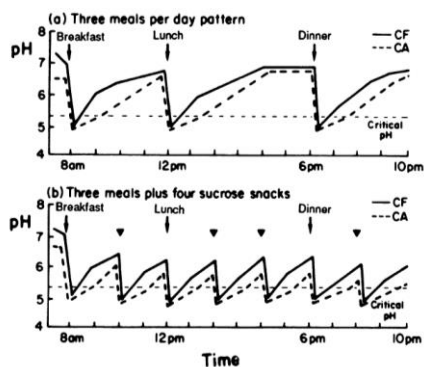 (a) Three meals per day pattern
pH
Breakfast
Lunch
Dinner
CF
CA
8
7
6
5
4
Critical
pH
8am
12pm
6pm
10pm
(b) Three meals plus four sucrose snacks
pH
Breakfast
Lunch
Dinner
CF
CA
8
7
6
5
4
Critical
pH
8am
12pm
6pm
10pm
Time